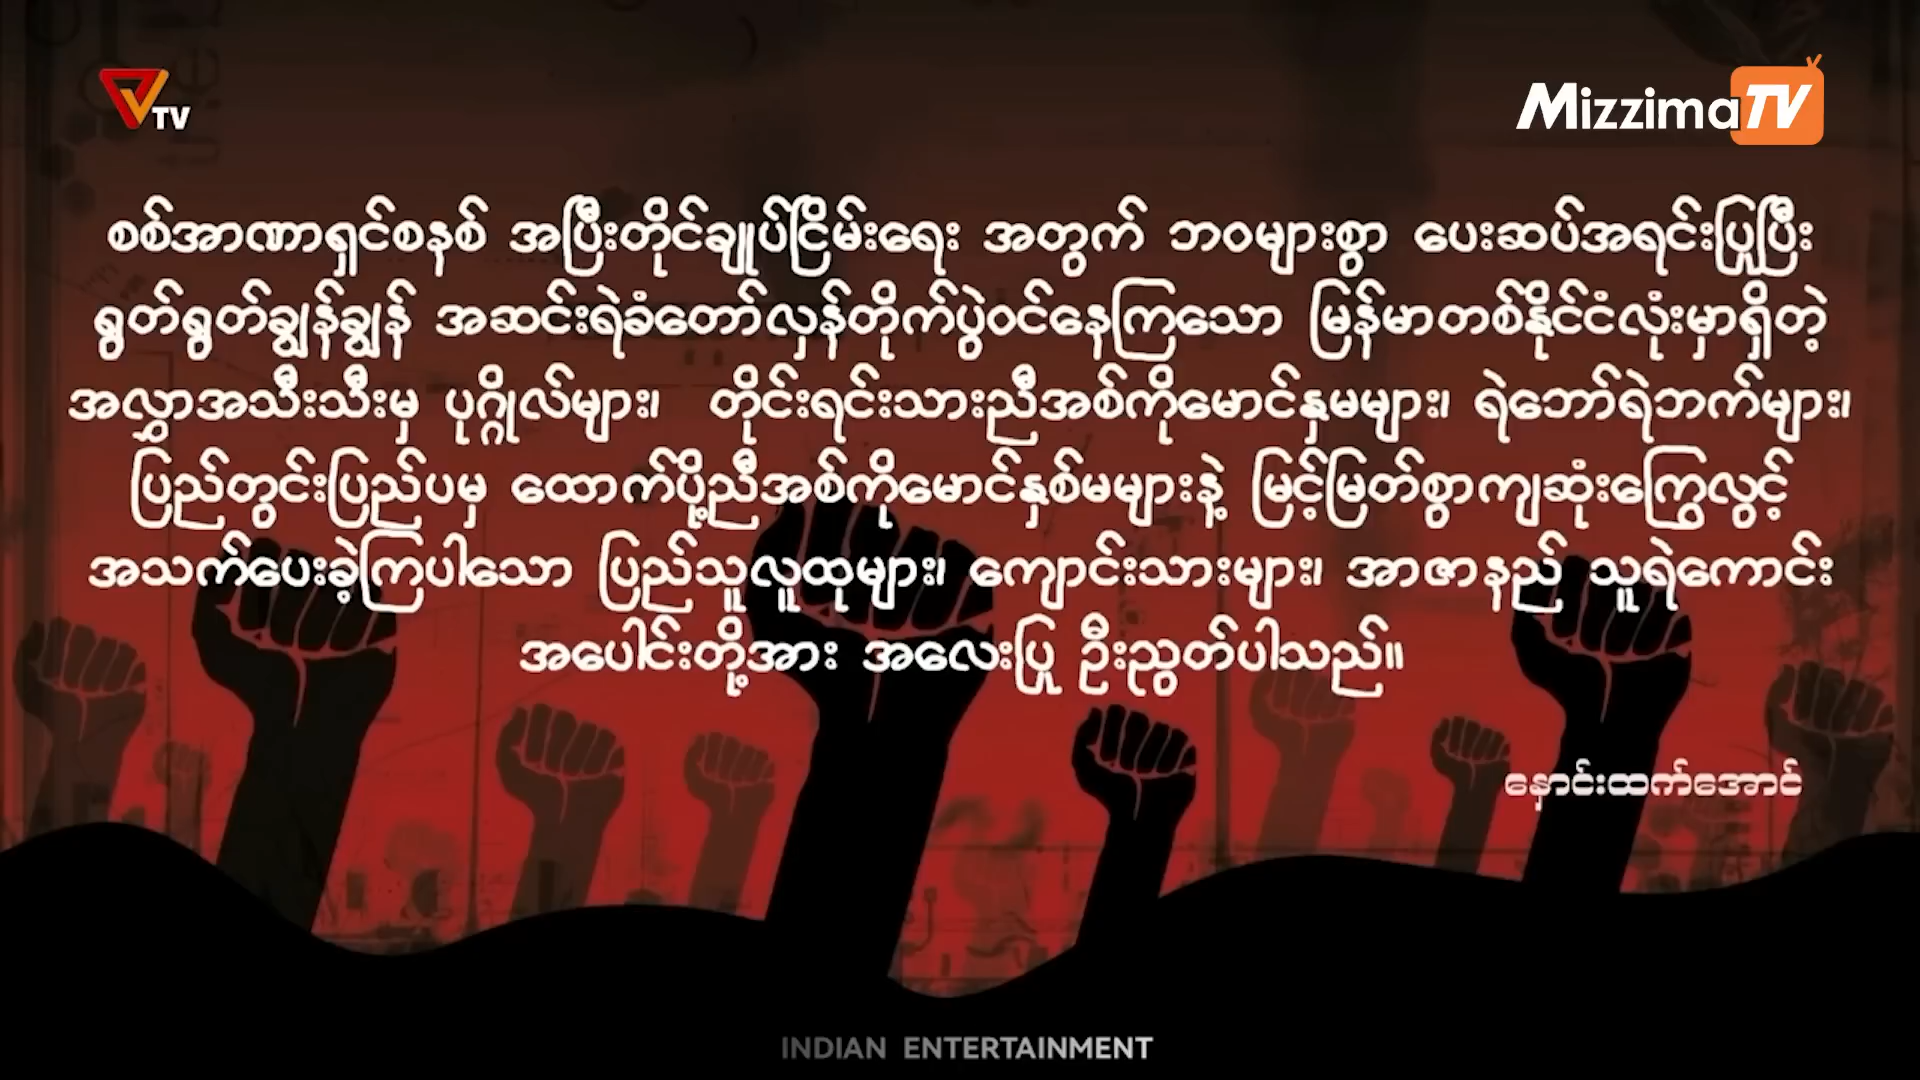 TV
MizzimaTV
စစ်အာဏာရှင်စနစ် အပြီးတိုင်ချုပ်ငြိမ်းရေး အတွက် ဘဝများစွာ ပေးဆပ်အရင်းပြုပြီး
ရွတ်ရွတ်ချွန်ချွန် အဆင်းရဲခံတော်လှန်တိုက်ပွဲဝင်နေကြသော မြန်မာတစ်နိုင်ငံလုံးမှာရှိတဲ့
အလွှာအသီးသီးမှ ပုဂ္ဂိုလ်များ၊ တိုင်းရင်းသားညီအစ်ကိုမောင်နှမများ၊ ရဲဘော်ရဲဘက်များ၊
ပြည်တွင်းပြည်ပမှ ထောက်ပို့ညီအစ်ကိုမောင်နှစ်မများနဲ့ မြင့်မြတ်စွာကျဆုံးကြွေလွင့်
အသက်ပေးခဲ့ကြပါသော ပြည်သူလူထုများ၊ ကျောင်းသားများ၊ အာဇာနည် သူရဲကောင်း
အပေါင်းတို့အား အလေးပြု ဦးညွတ်ပါသည်။
နှောင်းထက်အောင်
INDIAN ENTERTAINMENT